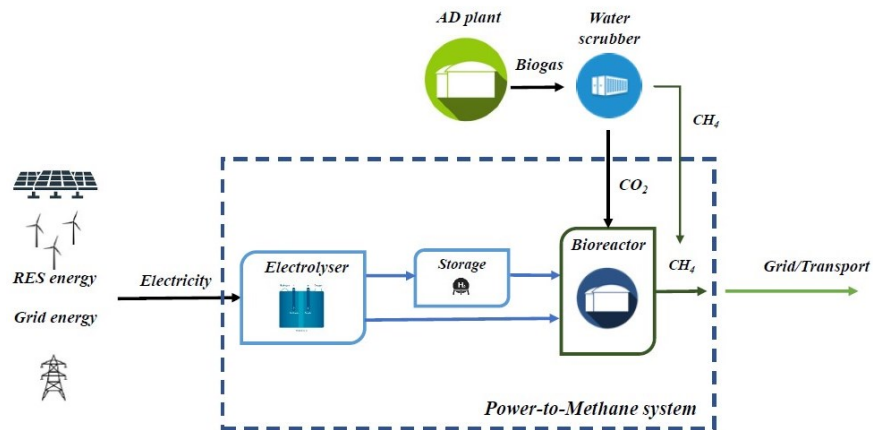 AD plant
Water
scrubber
Biogas
CH4
CO2
RES energy
Grid energy
Electricity
Electrolyser
Storage
H2
Bioreactor
CH4
Grid/Transport
Power-to-Methane system